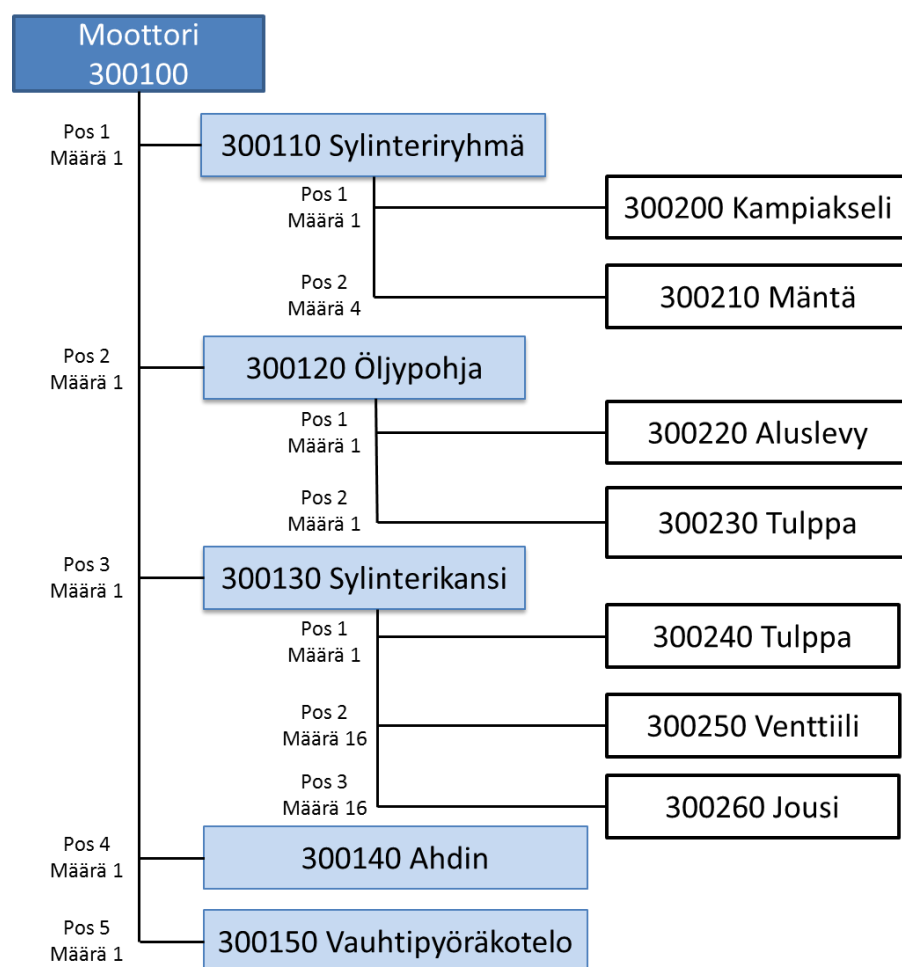 Moottori
300100
Pos 1
Määrä 1
300110 Sylinteriryhmä
Pos 1
Määrä 1
300200 Kampiakseli
Pos 2
Määrä 4
300210 Mäntä
Pos 2
Määrä 1
300120 Öljypohja
Pos 1
Määrä 1
300220 Aluslevy
Pos 2
Määrä 1
300230 Tulppa
Pos 3
Määrä 1
300130 Sylinterikansi
Pos 1
Määrä 1
300240 Tulppa
Pos 2
Määrä 16
300250 Venttiili
Pos 3
Määrä 16
300260 Jousi
Pos 4
Määrä 1
300140 Ahdin
Pos 5
Määrä 1
300150 Vauhtipyöräkotelo